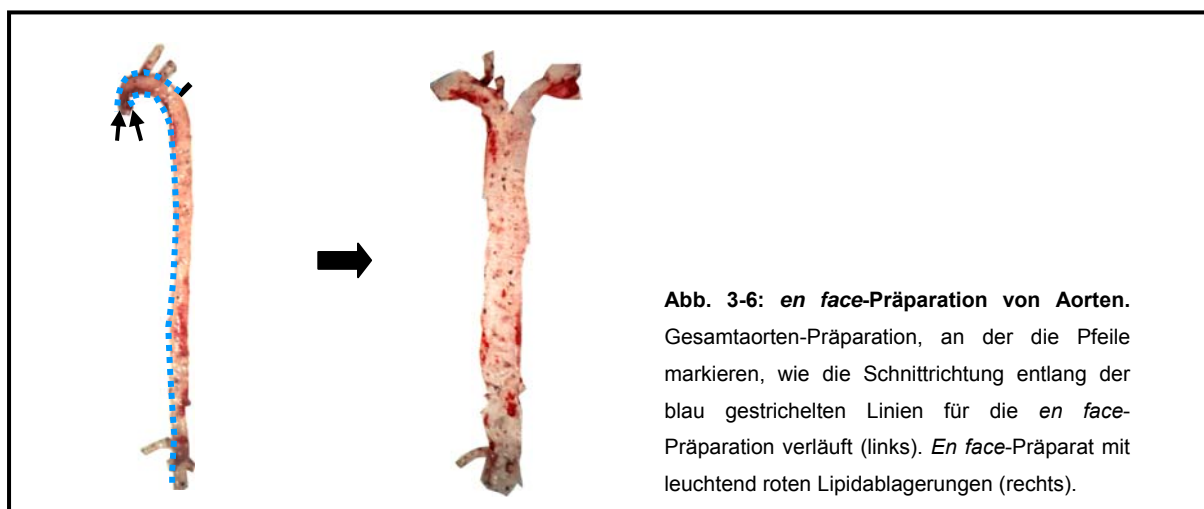 Abb. 3-6: en face-Präparation von Aorten.
Gesamtaorten-Präparation, an der die Pfeile
markieren, wie die Schnittrichtung entlang der
blau gestrichelten Linien für die en face-
Präparation verläuft (links). En face-Präparat mit
leuchtend roten Lipidablagerungen (rechts).